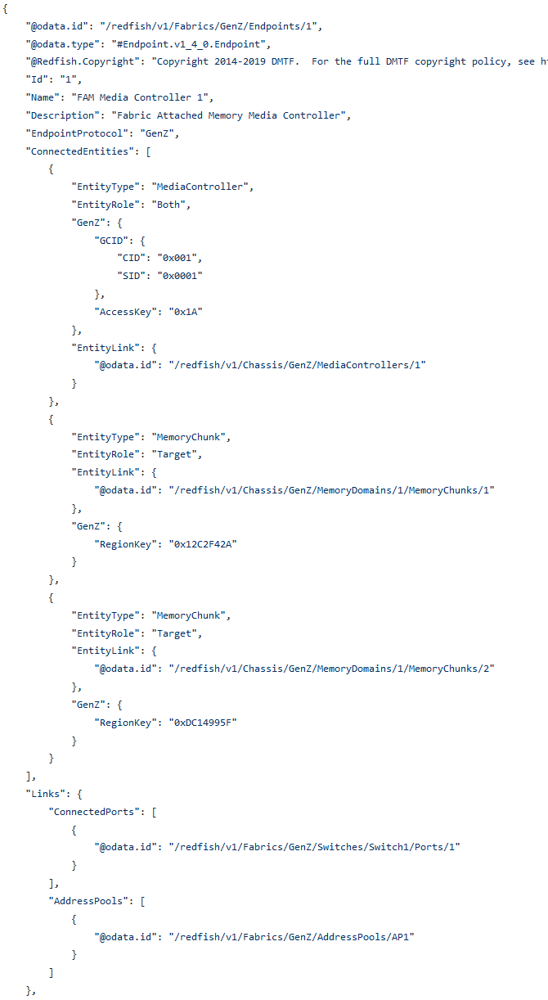 {
    "@odata.id": "/redfish/v1/Fabrics/GenZ/Endpoints/1",
    "@odata.type": "#Endpoint.v1_4_0.Endpoint",
    "@Redfish.Copyright": "Copyright 2014-2019 DMTF.  For the full DMTF copyright policy, see
    "Id": "1",
    "Name": "FAM Media Controller 1",
    "Description": "Fabric Attached Memory Media Controller",
    "EndpointProtocol": "GenZ",
    "ConnectedEntities": [
        {
            "EntityType": "MediaController",
            "EntityRole": "Both",
            "GenZ": {
                "GCID": {
                    "CID": "0x001",
                    "SID": "0x0001"
                },
                "AccessKey": "0x1A"
            },
            "EntityLink": {
                "@odata.id": "/redfish/v1/Chassis/GenZ/MediaControllers/1"
            }
        },
        {
            "EntityType": "MemoryChunk",
            "EntityRole": "Target",
            "EntityLink": {
                "@odata.id": "/redfish/v1/Chassis/GenZ/MemoryDomains/1/MemoryChunks/1"
            },
            "GenZ": {
                "RegionKey": "0x12C2F42A"
            }
        },
        {
            "EntityType": "MemoryChunk",
            "EntityRole": "Target",
            "EntityLink": {
                "@odata.id": "/redfish/v1/Chassis/GenZ/MemoryDomains/1/MemoryChunks/2"
            },
            "GenZ": {
                "RegionKey": "0xDC14995F"
            }
        }
    ],
    "Links": {
        "ConnectedPorts": [
            {
                "@odata.id": "/redfish/v1/Fabrics/GenZ/Switches/Switch1/Ports/1"
            }
        ],
        "AddressPools": [
            {
                "@odata.id": "/redfish/v1/Fabrics/GenZ/AddressPools/AP1"
            }
        ]
    },